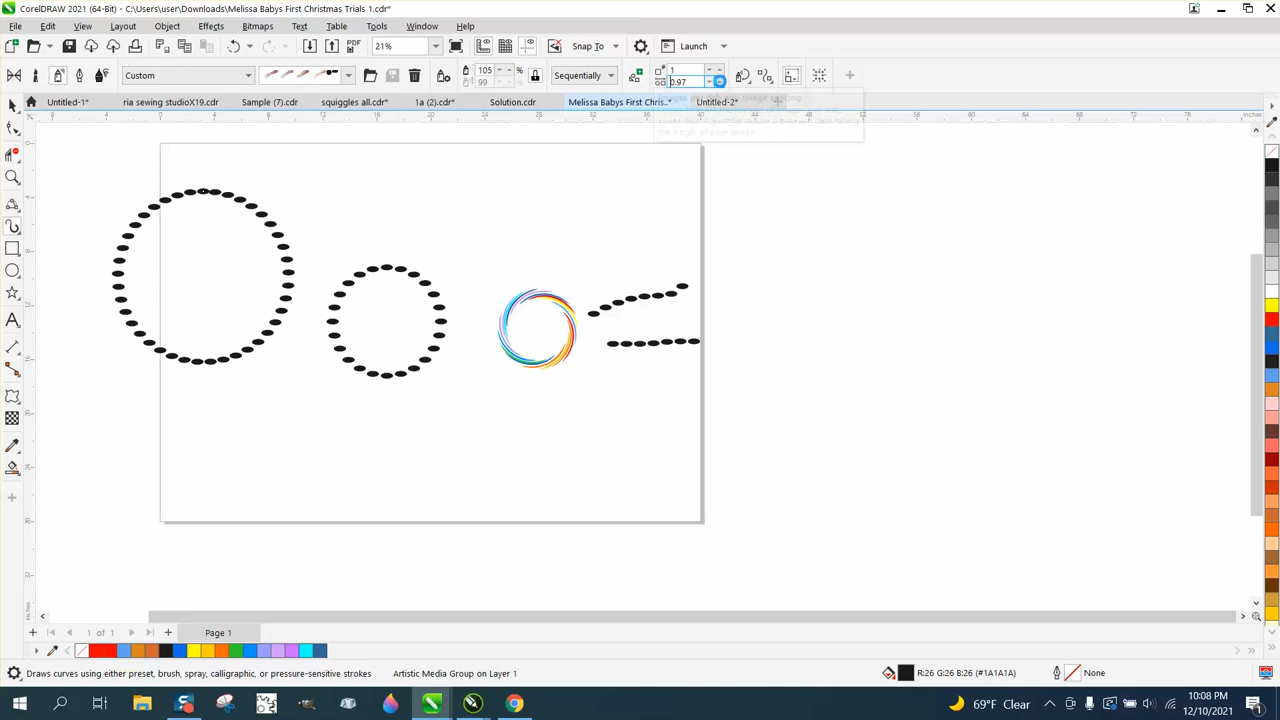 CorelDRAW 2021 (64-Bit) - C:\Users\user\Downloads\Melissa Babys First Christmas Trials 1.cdr*
File Edit View Layout Object Effects Bitmaps Text Table Tools Window Help
PDF 21% Snap To Launch
Custom 105 % 99 % Sequentially 1 0.97
Untitled-1* ria sewing studioX19.cdr Sample (7).cdr squiggles all.cdr* 1a (2).cdr* Solution.cdr Melissa Babys First Chris..* Untitled-2*
inches
1 of 1 Page 1
Draws curves using either preset, brush, spray, calligraphic, or pressure-sensitive strokes Artistic Media Group on Layer 1 R:26 G:26 B:26 (#1A1A1A) None
69°F Clear 10:08 PM
12/10/2021